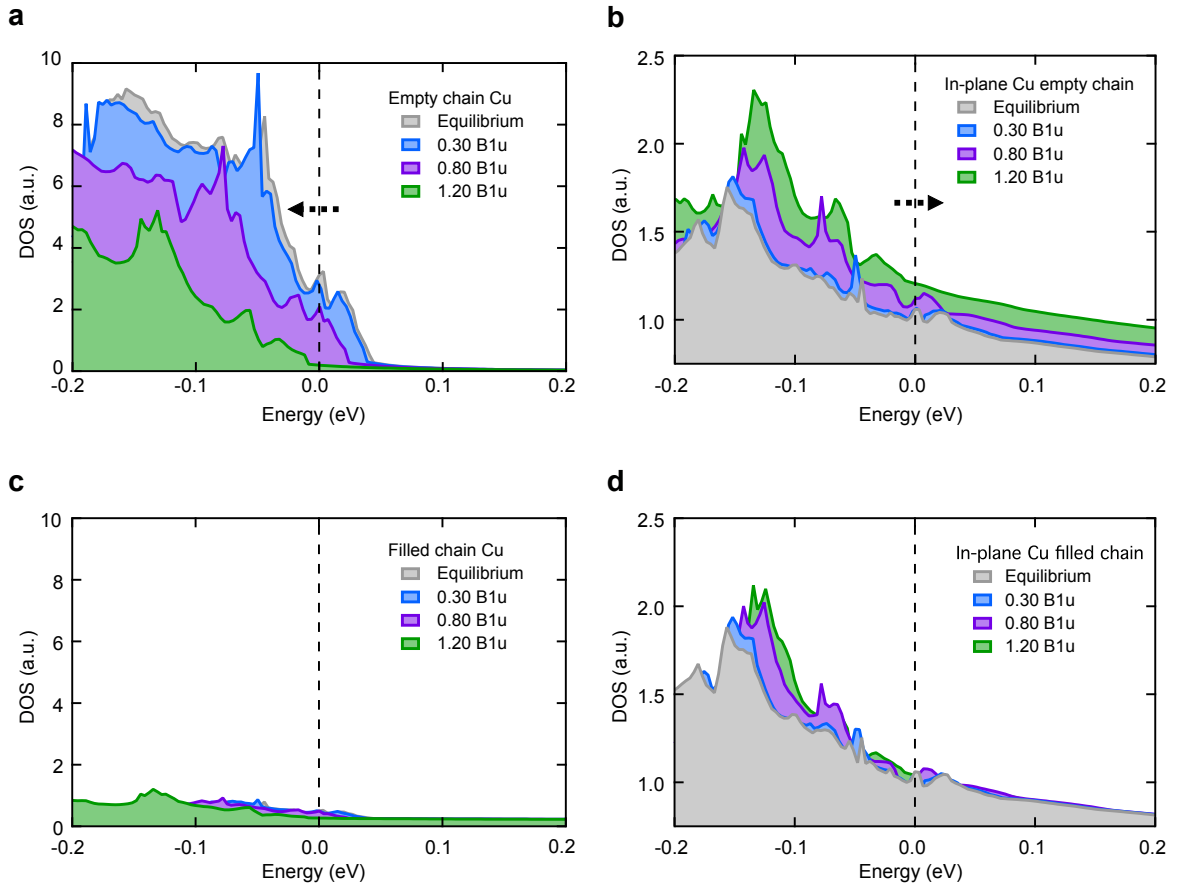 a
10
8
6
4
2
0
DOS (a.u.)
-0.2
-0.1
0.0
0.1
0.2
Energy (eV)
Empty chain Cu
Equilibrium
0.30 B1u
0.80 B1u
1.20 B1u
b
2.5
2.0
1.5
1.0
DOS (a.u.)
-0.2
-0.1
0.0
0.1
0.2
Energy (eV)
In-plane Cu empty chain
Equilibrium
0.30 B1u
0.80 B1u
1.20 B1u
c
10
8
6
4
2
0
DOS (a.u.)
-0.2
-0.1
0.0
0.1
0.2
Energy (eV)
Filled chain Cu
Equilibrium
0.30 B1u
0.80 B1u
1.20 B1u
d
2.5
2.0
1.5
1.0
DOS (a.u.)
-0.2
-0.1
0.0
0.1
0.2
Energy (eV)
In-plane Cu filled chain
Equilibrium
0.30 B1u
0.80 B1u
1.20 B1u